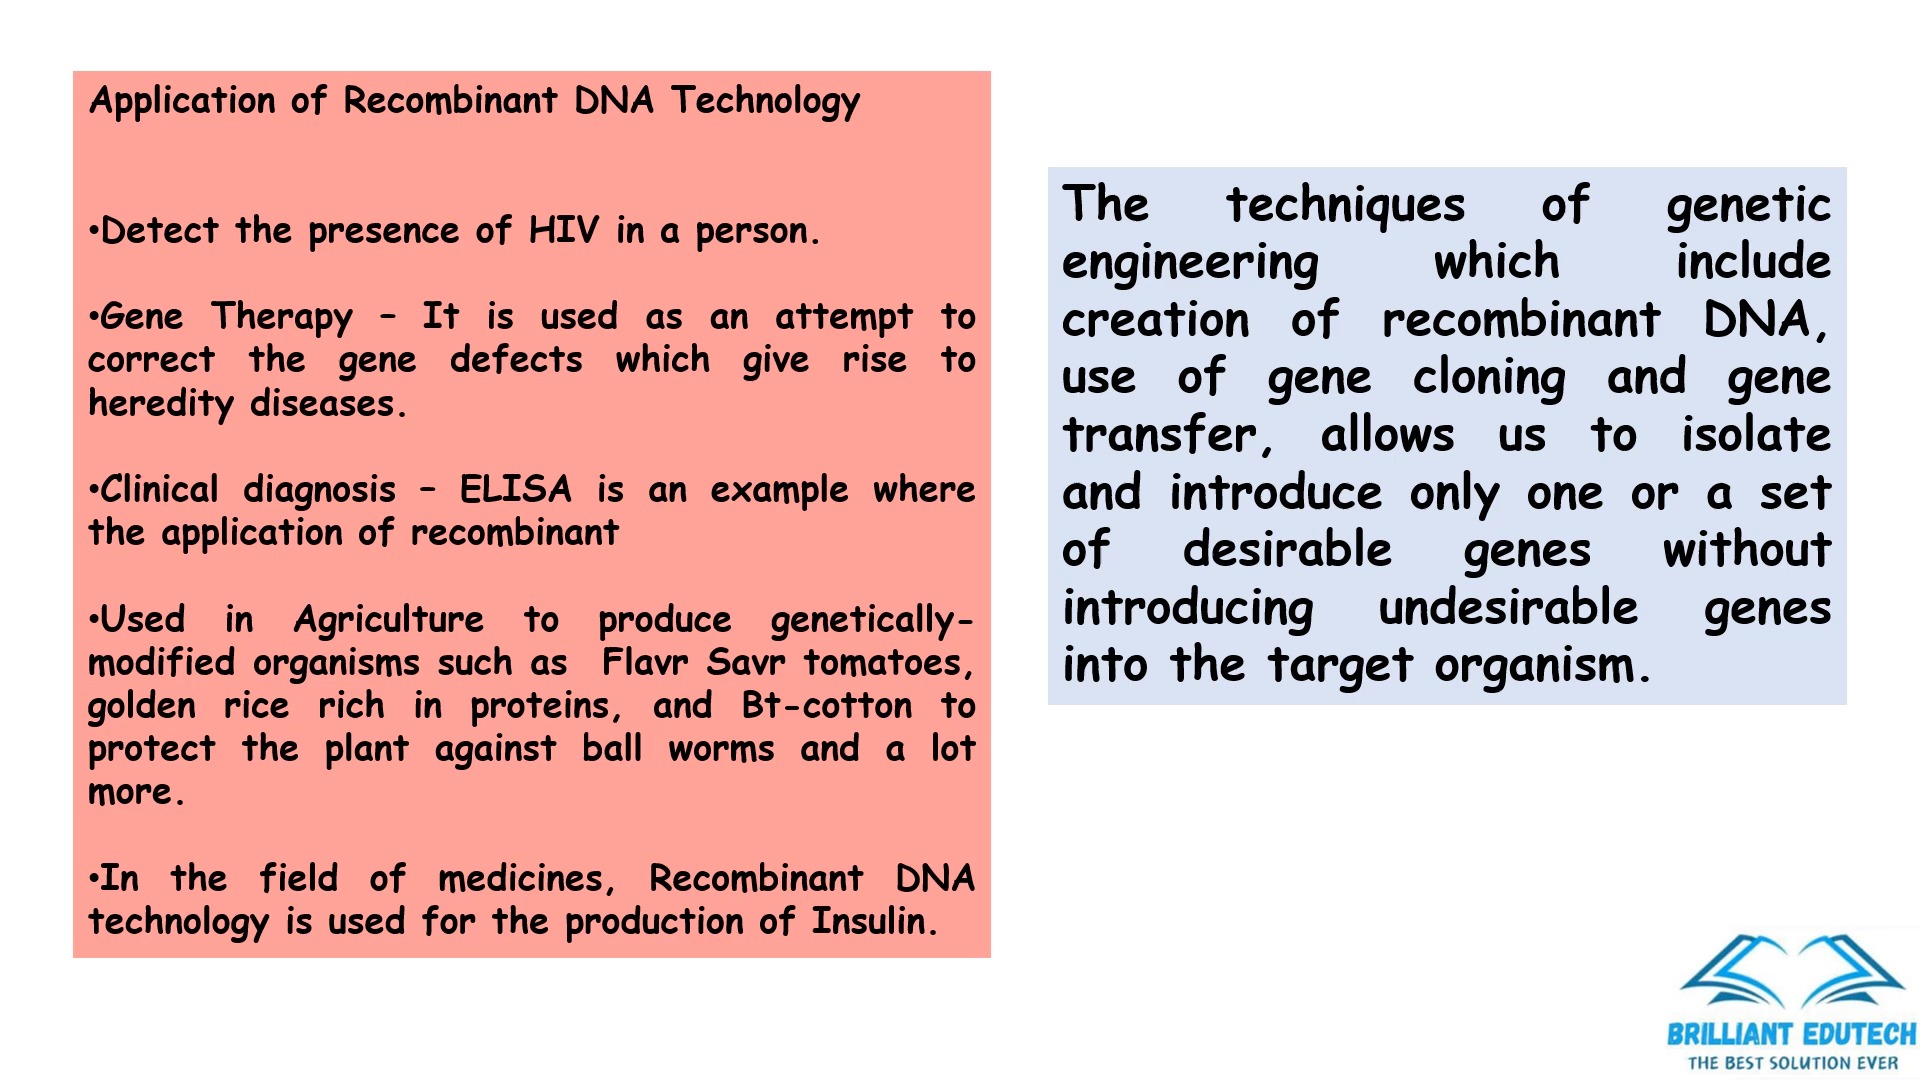 Application of Recombinant DNA Technology
•Detect the presence of HIV in a person.
•Gene Therapy – It is used as an attempt to
correct the gene defects which give rise to
heredity diseases.
•Clinical diagnosis – ELISA is an example where
the application of recombinant
•Used in Agriculture to produce genetically-
modified organisms such as Flavr Savr tomatoes,
golden rice rich in proteins, and Bt-cotton to
protect the plant against ball worms and a lot
more.
•In the field of medicines, Recombinant DNA
technology is used for the production of Insulin.
The techniques of genetic
engineering which include
creation of recombinant DNA,
use of gene cloning and gene
transfer, allows us to isolate
and introduce only one or a set
of desirable genes without
introducing undesirable genes
into the target organism.
BRILLIANT EDUTECH
THE BEST SOLUTION EVER